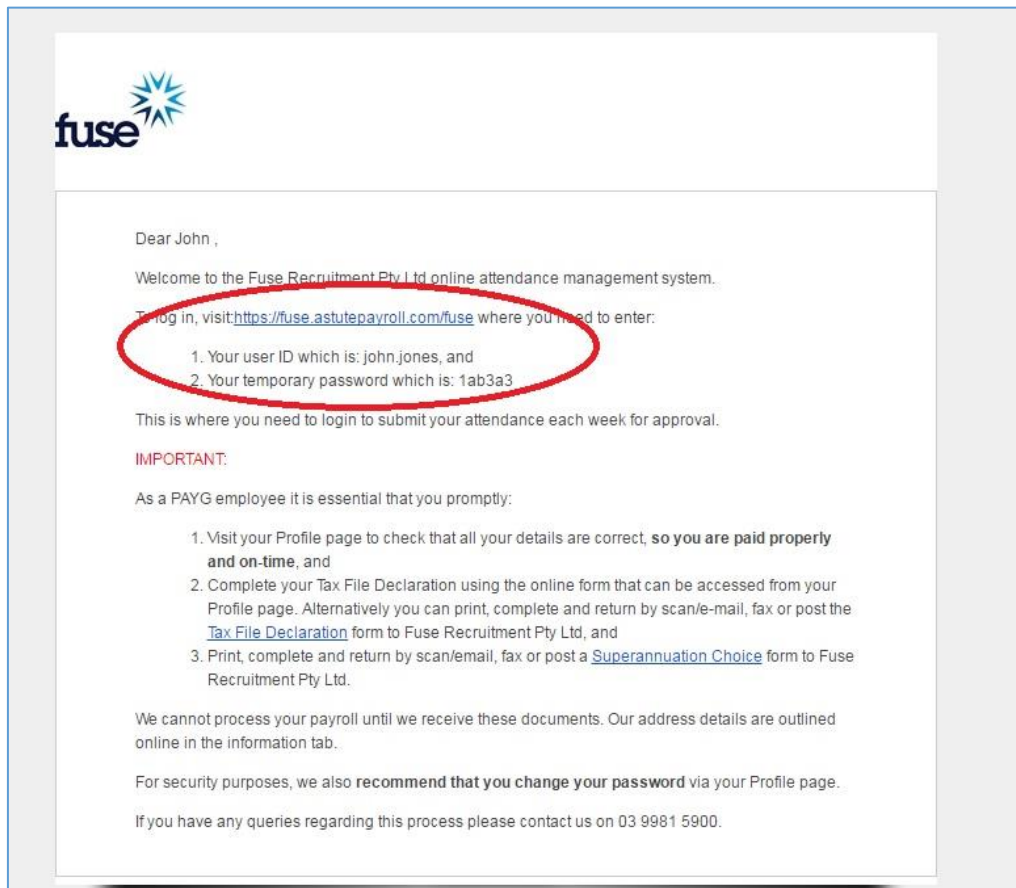 fuse
Dear John ,
Welcome to the Fuse Recruitment Pty Ltd online attendance management system.
To log in, visit:https://fuse.astutepayroll.com/fuse where you need to enter:
1. Your user ID which is: john.jones, and
2. Your temporary password which is: 1ab3a3
This is where you need to login to submit your attendance each week for approval.
IMPORTANT:
As a PAYG employee it is essential that you promptly:
1. Visit your Profile page to check that all your details are correct, so you are paid properly
and on-time, and
2. Complete your Tax File Declaration using the online form that can be accessed from your
Profile page. Alternatively you can print, complete and return by scan/e-mail, fax or post the
Tax File Declaration form to Fuse Recruitment Pty Ltd, and
3. Print, complete and return by scan/email, fax or post a Superannuation Choice form to Fuse
Recruitment Pty Ltd.
We cannot process your payroll until we receive these documents. Our address details are outlined
online in the information tab.
For security purposes, we also recommend that you change your password via your Profile page.
If you have any queries regarding this process please contact us on 03 9981 5900.